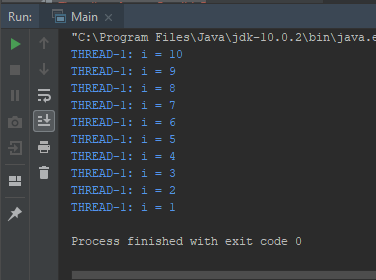 Run: Main
"C:\Program Files\Java\jdk-10.0.2\bin\java.e
THREAD-1: i = 10
THREAD-1: i = 9
THREAD-1: i = 8
THREAD-1: i = 7
THREAD-1: i = 6
THREAD-1: i = 5
THREAD-1: i = 4
THREAD-1: i = 3
THREAD-1: i = 2
THREAD-1: i = 1
Process finished with exit code 0